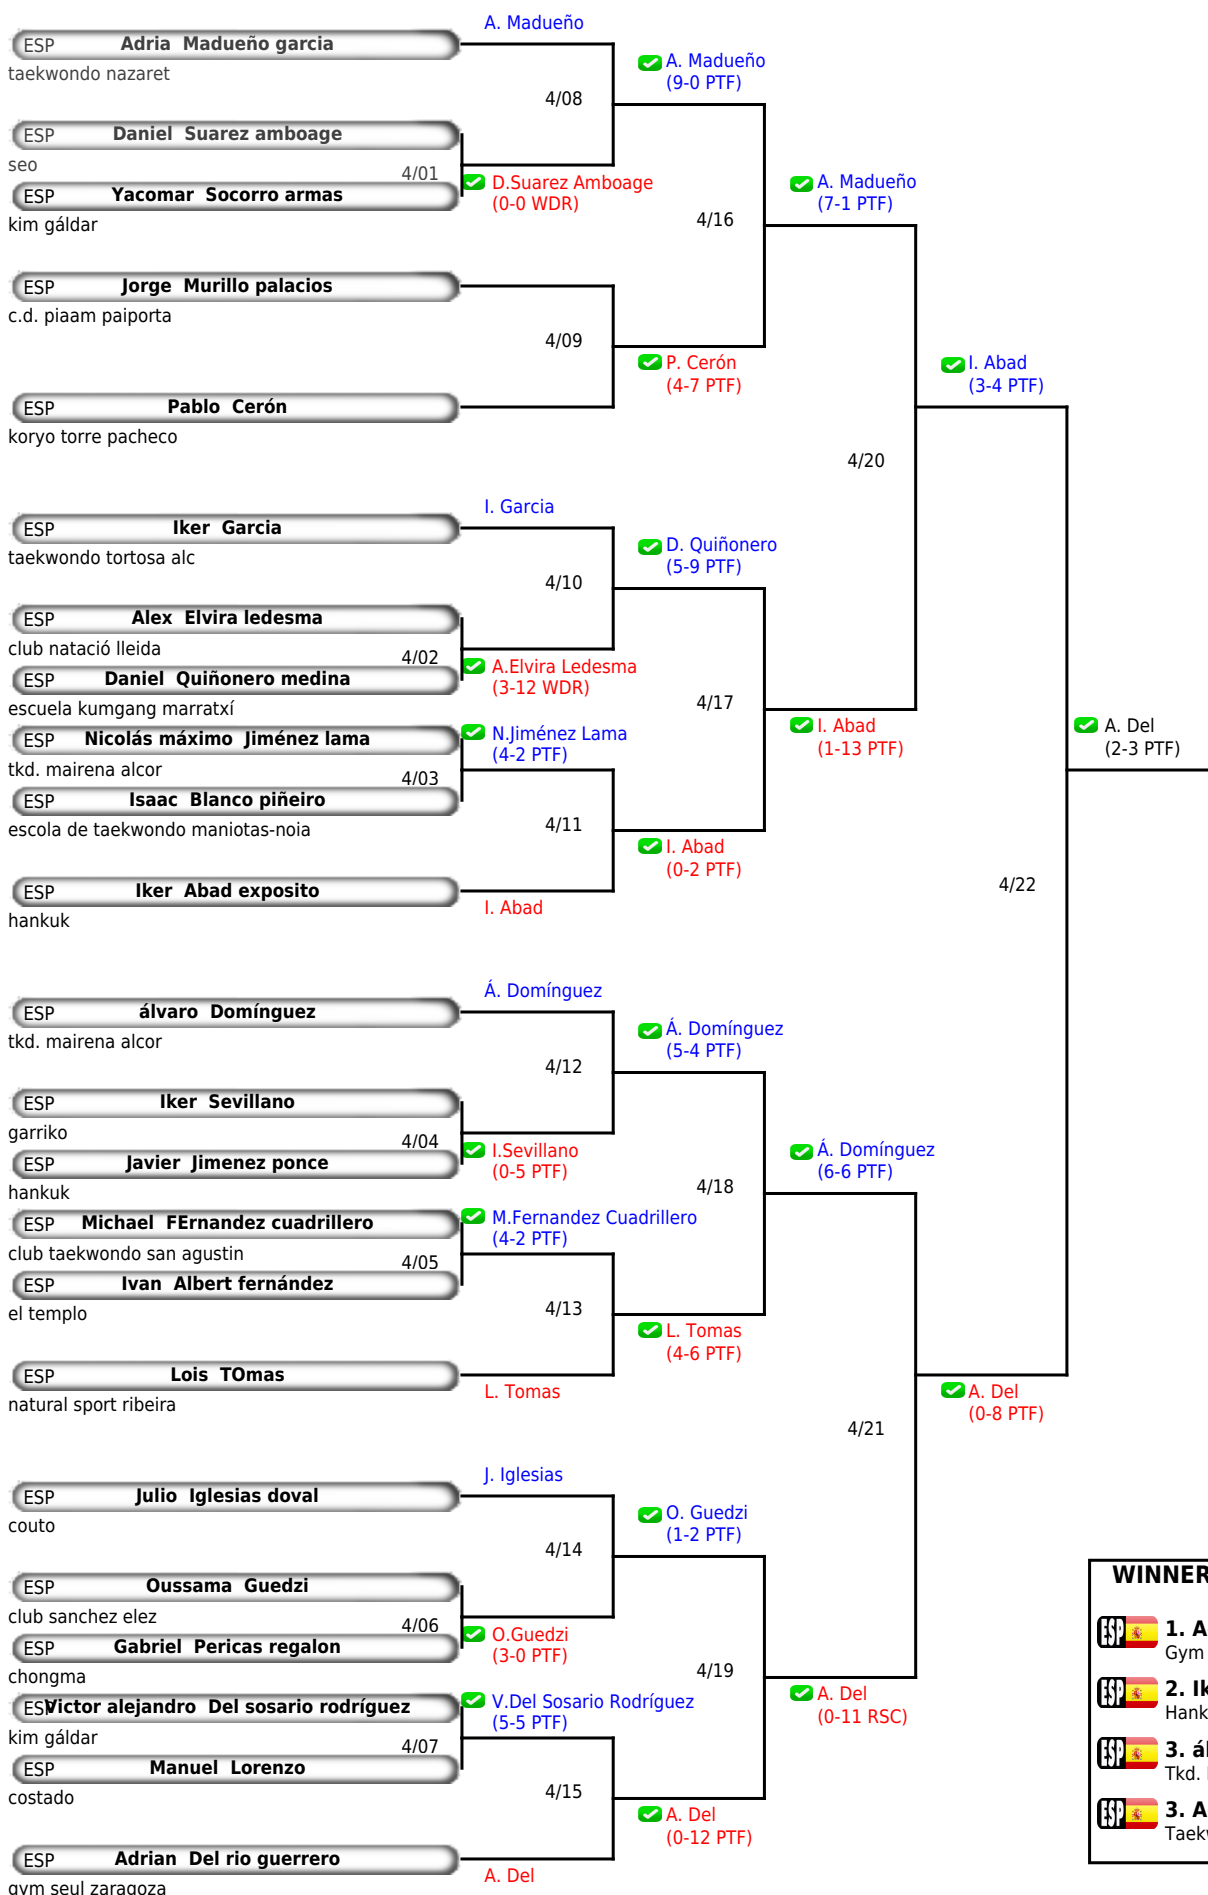 A. Madueño
ESP Adria Madueño garcia
taekwondo nazaret
A. Madueño
(9-0 PTF)
4/08
ESP Daniel Suarez amboage
seo
4/01
D.Suarez Amboage
(0-0 WDR)
ESP Yacomar Socorro armas
kim gáldar
A. Madueño
(7-1 PTF)
4/16
ESP Jorge Murillo palacios
c.d. piaam paiporta
4/09
P. Cerón
(4-7 PTF)
ESP Pablo Cerón
koryo torre pacheco
I. Abad
(3-4 PTF)
4/20
I. Garcia
ESP Iker Garcia
taekwondo tortosa alc
D. Quiñonero
(5-9 PTF)
4/10
ESP Alex Elvira ledesma
club natació lleida
4/02
A.Elvira Ledesma
(3-12 WDR)
ESP Daniel Quiñonero medina
escuela kumgang marratxí
4/17
ESP Nicolás máximo Jiménez lama
N.Jiménez Lama
(4-2 PTF)
tkd. mairena alcor
4/03
I. Abad
(1-13 PTF)
A. Del
(2-3 PTF)
ESP Isaac Blanco piñeiro
escola de taekwondo maniotas-noia
4/11
I. Abad
(0-2 PTF)
ESP Iker Abad exposito
hankuk
I. Abad
4/22
Á. Domínguez
ESP álvaro Domínguez
tkd. mairena alcor
Á. Domínguez
(5-4 PTF)
4/12
ESP Iker Sevillano
garriko
4/04
I.Sevillano
(0-5 PTF)
ESP Javier Jimenez ponce
hankuk
Á. Domínguez
(6-6 PTF)
4/18
ESP Michael FErnandez cuadrillero
M.Fernandez Cuadrillero
(4-2 PTF)
club taekwondo san agustin
4/05
ESP Ivan Albert fernández
el templo
4/13
L. Tomas
(4-6 PTF)
ESP Lois TOmas
natural sport ribeira
L. Tomas
A. Del
(0-8 PTF)
4/21
J. Iglesias
ESP Julio Iglesias doval
couto
O. Guedzi
(1-2 PTF)
4/14
ESP Oussama Guedzi
club sanchez elez
4/06
O.Guedzi
(3-0 PTF)
ESP Gabriel Pericas regalon
chongma
4/19
ESP Victor alejandro Del sosario rodríguez
V.Del Sosario Rodríguez
(5-5 PTF)
kim gáldar
4/07
A. Del
(0-11 RSC)
ESP Manuel Lorenzo
costado
4/15
A. Del
(0-12 PTF)
ESP Adrian Del rio guerrero
gym seul zaragoza
A. Del
WINNER
ESP 1. A
Gym
ESP 2. Ik
Hank
ESP 3. ál
Tkd.
ESP 3. A
Taekw